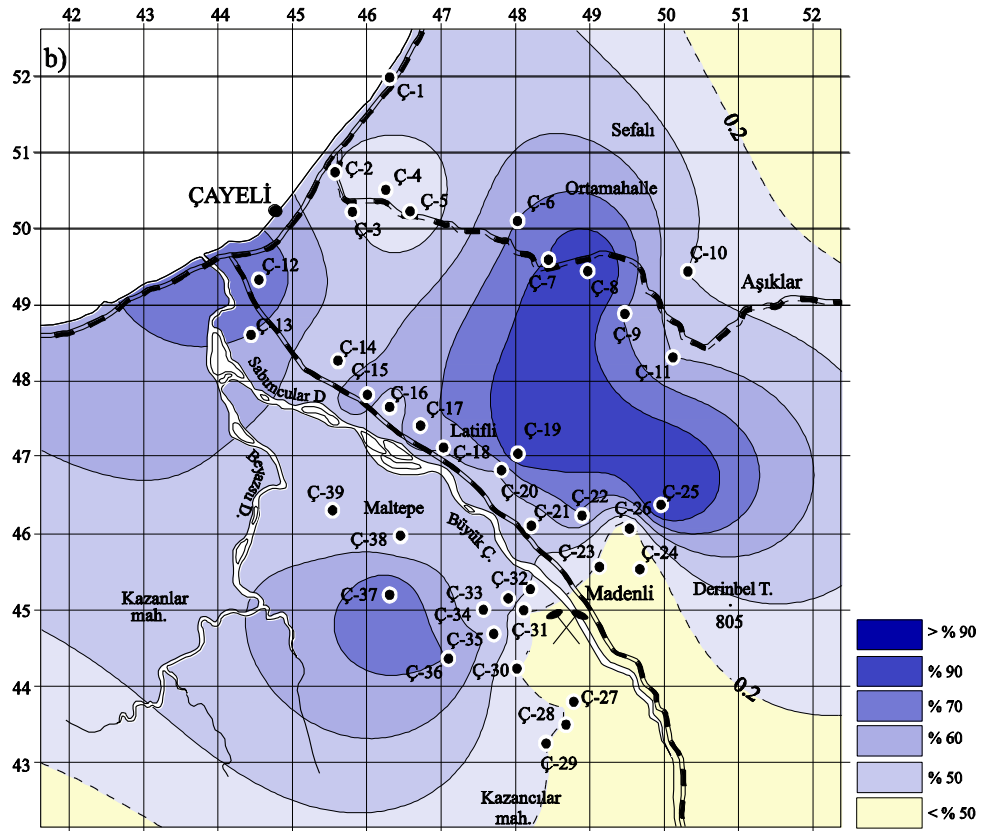 42 43 44 45 46 47 48 49 50 51 52
b)
52
Ç-1
0.2
Sefalı
51
Ç-2
Ç-4
Ortamahalle
ÇAYELİ
Ç-5
Ç-6
Ç-3
50
Ç-10
Ç-12
Ç-7
Ç-8
Aşıklar
49
Ç-13
Ç-9
Ç-14
Ç-11
Ç-15
48
Sabuncular D
Ç-16
Ç-17
Latifli
Ç-19
Ç-18
47
Beyazsu D.
Ç-20
Ç-22
Ç-25
Ç-39
Maltepe
Ç-21
Ç-26
46
Ç-38
Büyük Ç.
Ç-23
Ç-24
Ç-32
Madenli
Derinbel T.
805
Ç-37
Ç-33
Kazanlar
mah.
45
Ç-34
Ç-31
Ç-35
Ç-36
Ç-30
44
0.2
Ç-27
Ç-28
43
Ç-29
Kazancılar
mah.
> % 90
% 90
% 70
% 60
% 50
< % 50